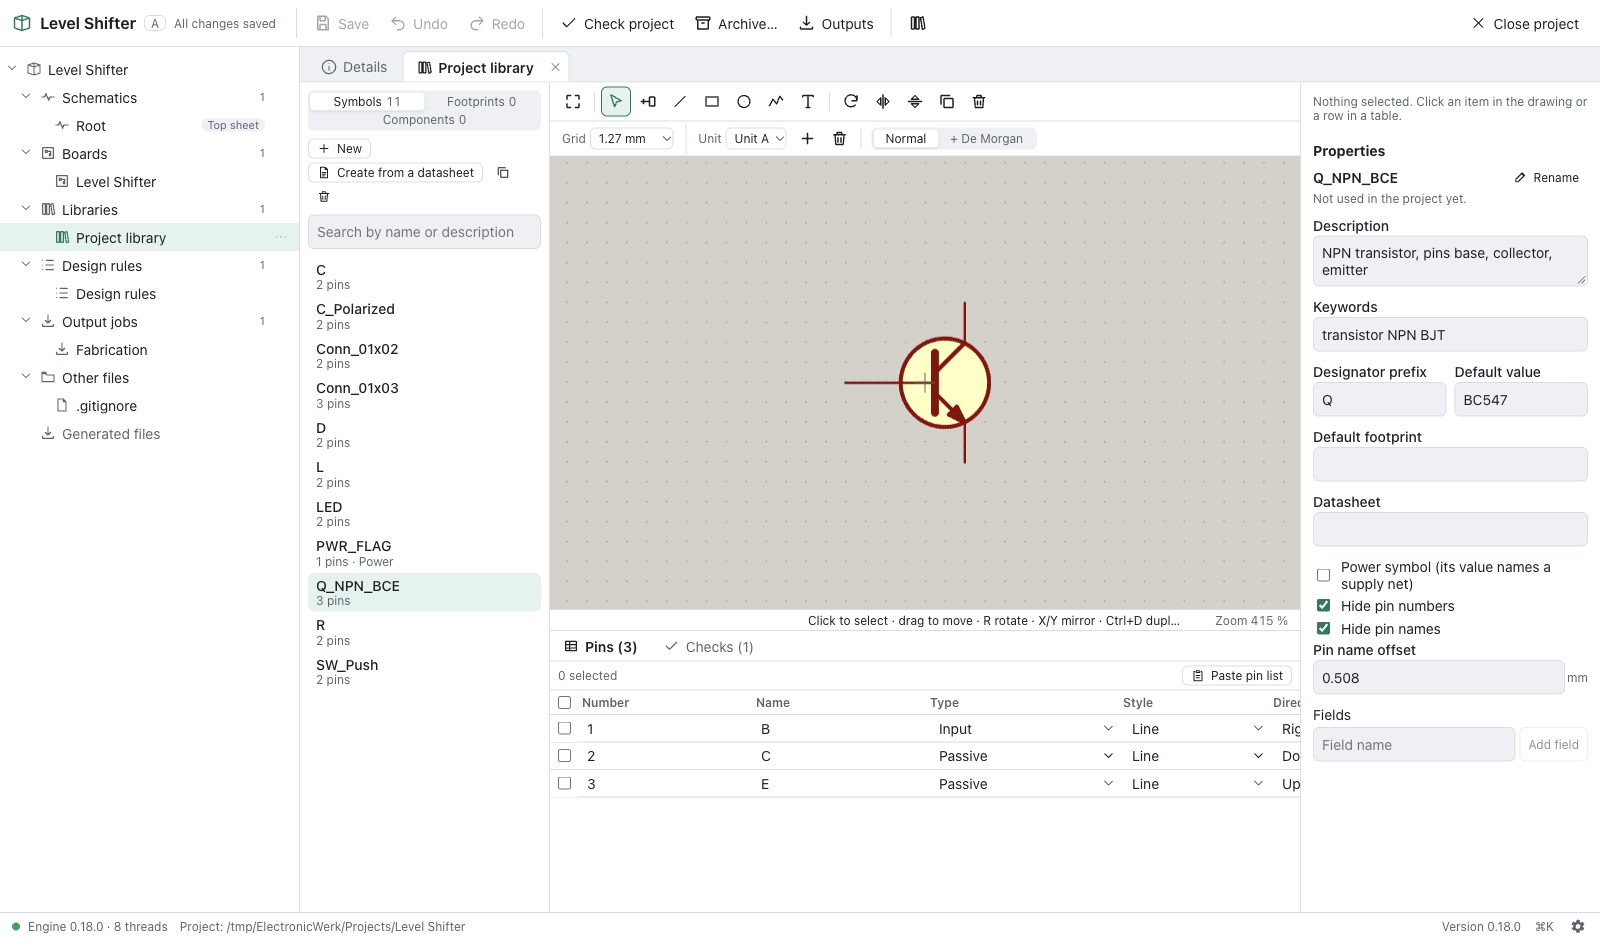 Level Shifter A All changes saved Save Undo Redo Check project Archive... Outputs Close project
Level Shifter
Schematics 1
Root Top sheet
Boards 1
Level Shifter
Libraries 1
Project library ...
Design rules 1
Design rules
Output jobs 1
Fabrication
Other files
.gitignore
Generated files
Details Project library
Symbols 11 Footprints 0
Components 0
New
Create from a datasheet
Search by name or description
C
2 pins
C_Polarized
2 pins
Conn_01x02
2 pins
Conn_01x03
3 pins
D
2 pins
L
2 pins
LED
2 pins
PWR_FLAG
1 pins · Power
Q_NPN_BCE
3 pins
R
2 pins
SW_Push
2 pins
Grid 1.27 mm Unit Unit A Normal + De Morgan
Click to select · drag to move · R rotate · X/Y mirror · Ctrl+D dupl... Zoom 415 %
Pins (3) Checks (1)
0 selected Paste pin list
Number Name Type Style Direc
1 B Input Line Rig
2 C Passive Line Do
3 E Passive Line Up
Nothing selected. Click an item in the drawing or
a row in a table.
Properties
Q_NPN_BCE Rename
Not used in the project yet.
Description
NPN transistor, pins base, collector,
emitter
Keywords
transistor NPN BJT
Designator prefix Default value
Q BC547
Default footprint
Datasheet
Power symbol (its value names a
supply net)
Hide pin numbers
Hide pin names
Pin name offset
0.508 mm
Fields
Field name Add field
Engine 0.18.0 · 8 threads Project: /tmp/ElectronicWerk/Projects/Level Shifter Version 0.18.0 ⌘K